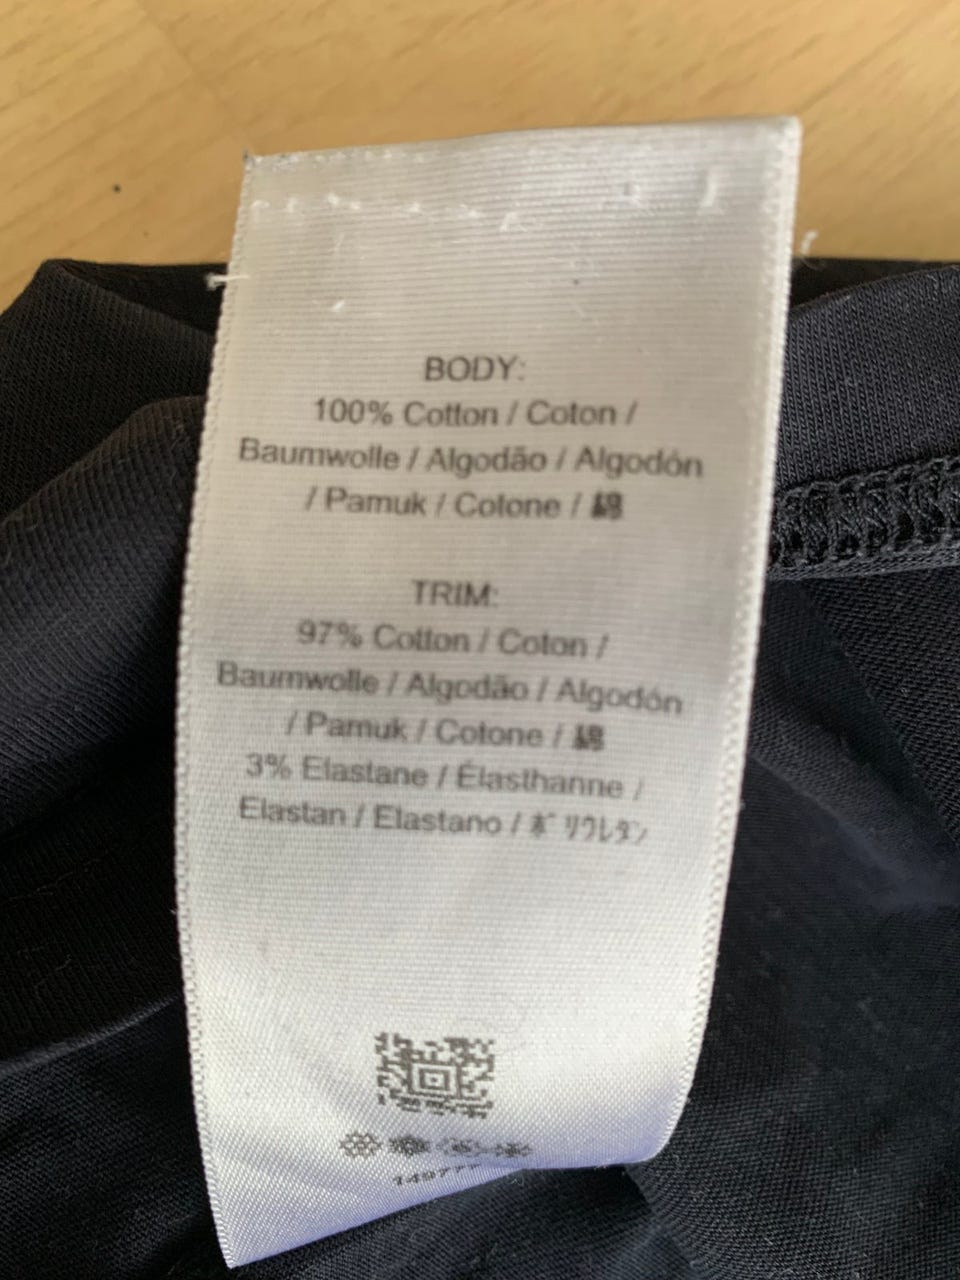 BODY:
100% Cotton / Coton /
Baumwolle / Algodão / Algodón
/ Pamuk / Cotone / 綿
TRIM:
97% Cotton / Coton /
Baumwolle / Algodão / Algodón
/ Pamuk / Cotone / 綿
3% Elastane / Élasthanne /
Elastan / Elastano / ポリウレタン